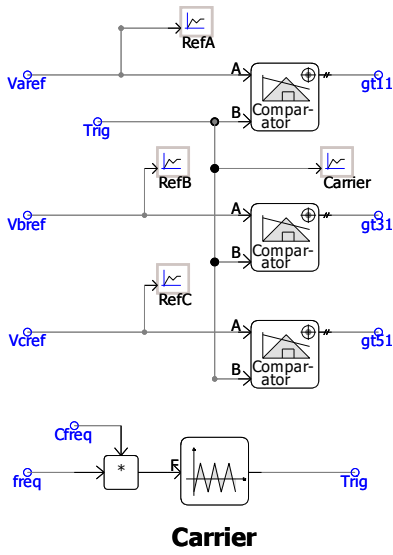 RefA
A
Varef
B
Compar-
ator
gt11
Trig
RefB
Carrier
A
Vbref
B
Compar-
ator
gt31
RefC
A
Vcref
B
Compar-
ator
gt51
Cfreq
*
F
freq
Trig
Carrier